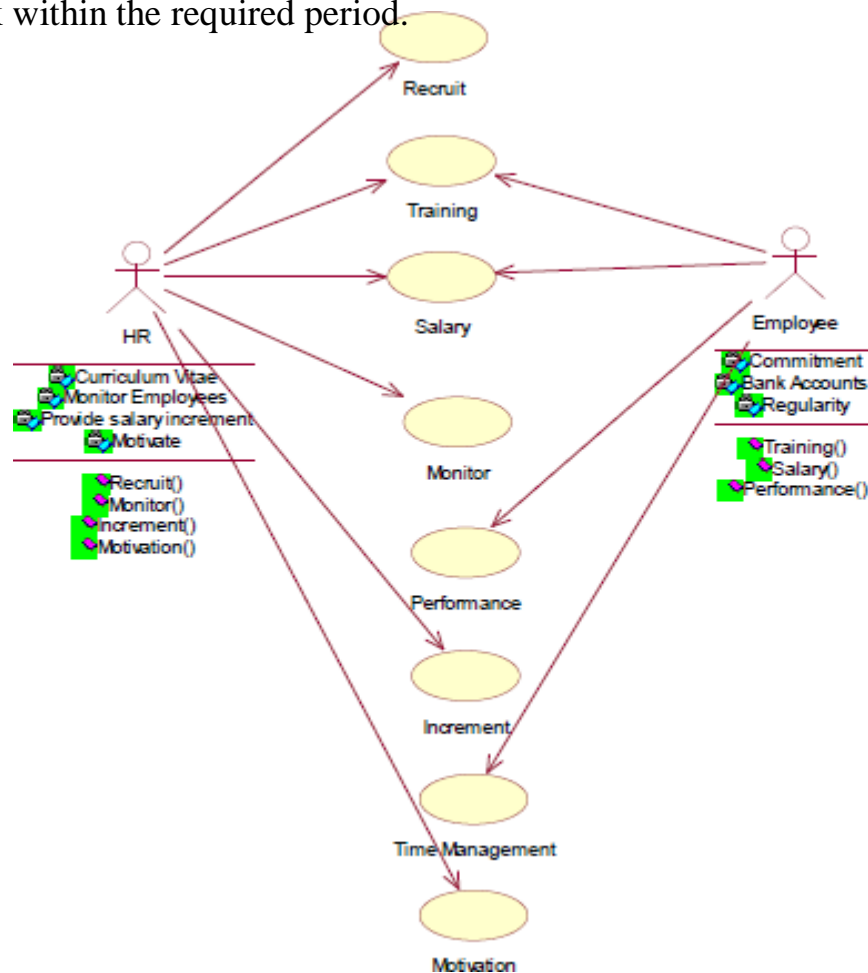 within the required period.
Recruit
Training
Salary
HR
Employee
Curriculum Vitae
Monitor Employees
Provide salary increment
Motivate
Commitment
Bank Accounts
Regularity
Recruit()
Monitor()
Increment()
Motivation()
Training()
Salary()
Performance()
Monitor
Performance
Increment
Time Management
Motivation